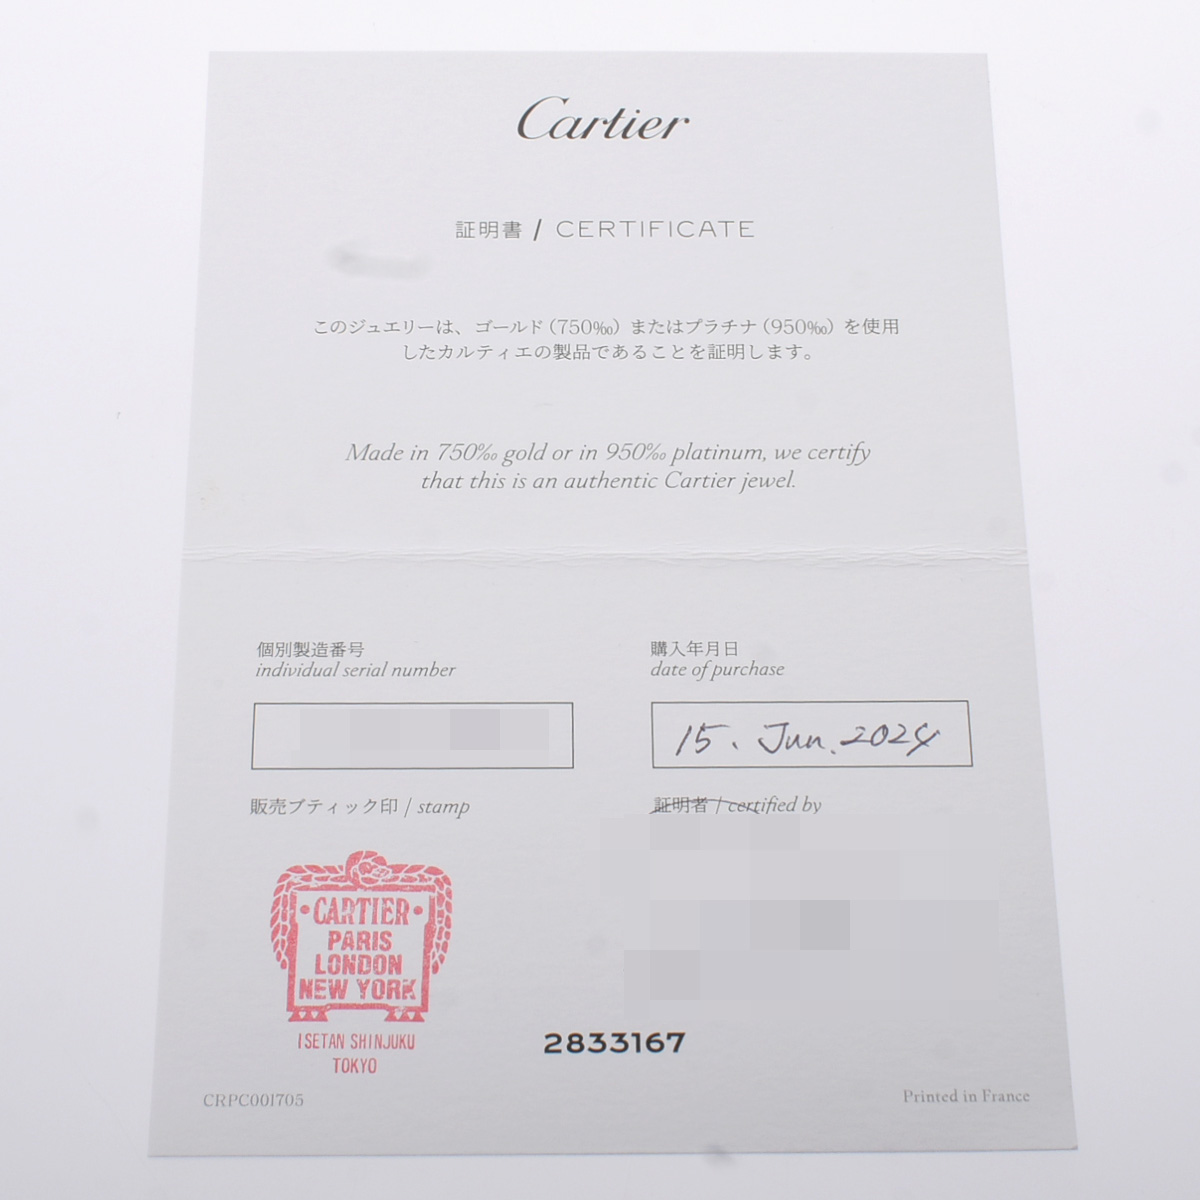 Cartier
証明書 / CERTIFICATE
このジュエリーは、ゴールド(750‰)またはプラチナ(950‰)を使用
したカルティエの製品であることを証明します。
Made in 750‰ gold or in 950‰ platinum, we certify
that this is an authentic Cartier jewel.
個別製造番号
individual serial number
購入年月日
date of purchase
15. Jun. 2024
販売ブティック印 / stamp
証明者 / certified by
CARTIER
PARIS
LONDON
NEW YORK
ISETAN SHINJUKU
TOKYO
2833167
CRPC001705
Printed in France